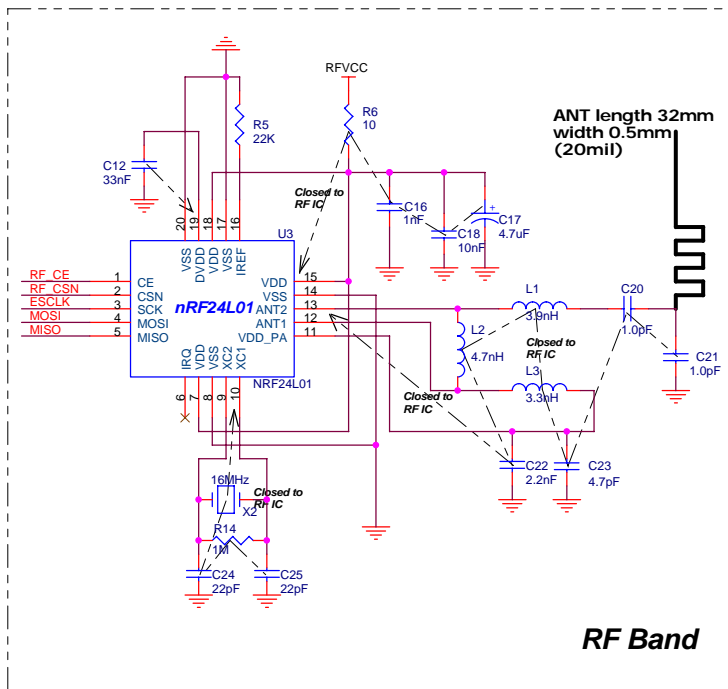 RFVCC
R6
10
R5
22K
ANT length 32mm
width 0.5mm
(20mil)
C12
33nF
Closed to
RF IC
C16
1nF
C18
10nF
C17
4.7uF
+
20
19
18
17
16
U3
VSS
DVDD
VDD
VSS
IREF
RF_CE
RF_CSN
ESCLK
MOSI
MISO
1
2
3
4
5
CE
CSN
SCK
MOSI
MISO
nRF24L01
VDD
VSS
ANT2
ANT1
VDD_PA
15
14
13
12
11
IRQ
VDD
VSS
XC2
XC1
NRF24L01
6
7
8
9
10
L1
3.9nH
C20
1.0pF
L2
4.7nH
Closed to
RF IC
C21
1.0pF
L3
3.3nH
Closed to
RF IC
C22
2.2nF
C23
4.7pF
16MHz
X2
Closed to
RF IC
R14
1M
C24
22pF
C25
22pF
RF Band